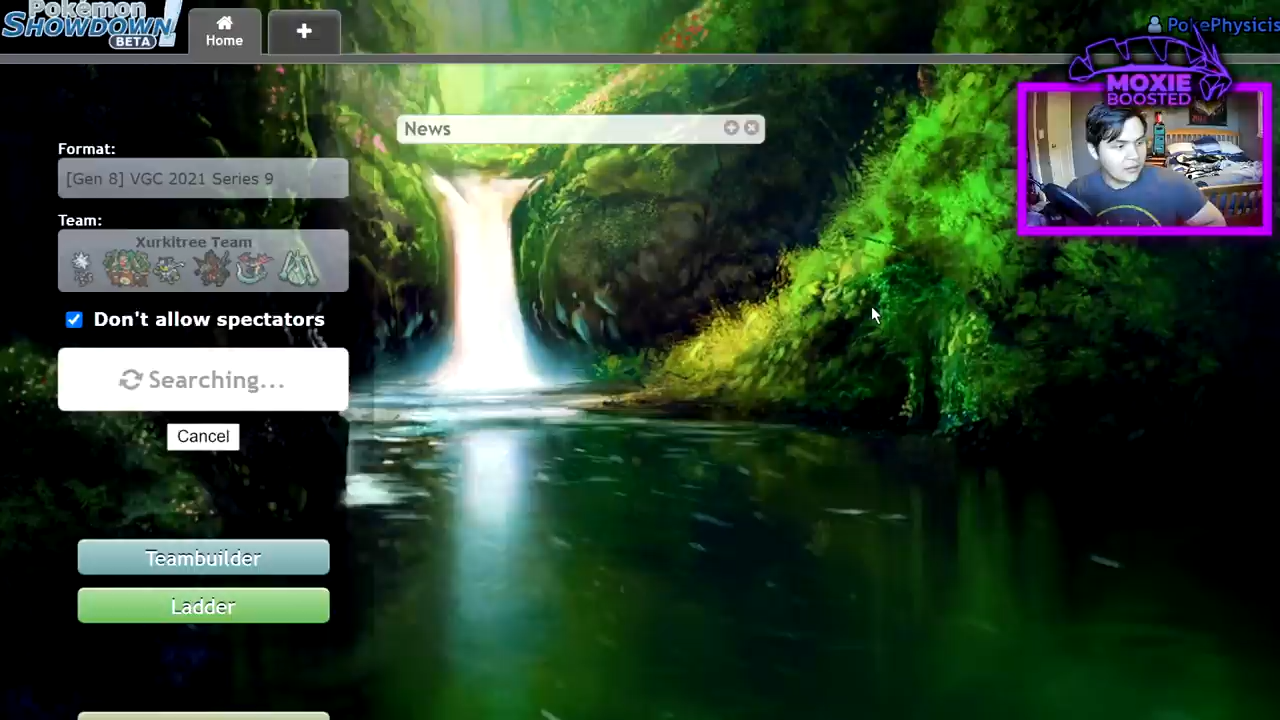 Pokémon
SHOWDOWN!
BETA
Home
PokePhysicis
MOXIE
BOOSTED
News
Format:
[Gen 8] VGC 2021 Series 9
Team:
Xurkitree Team
Don't allow spectators
Searching...
Cancel
Teambuilder
Ladder